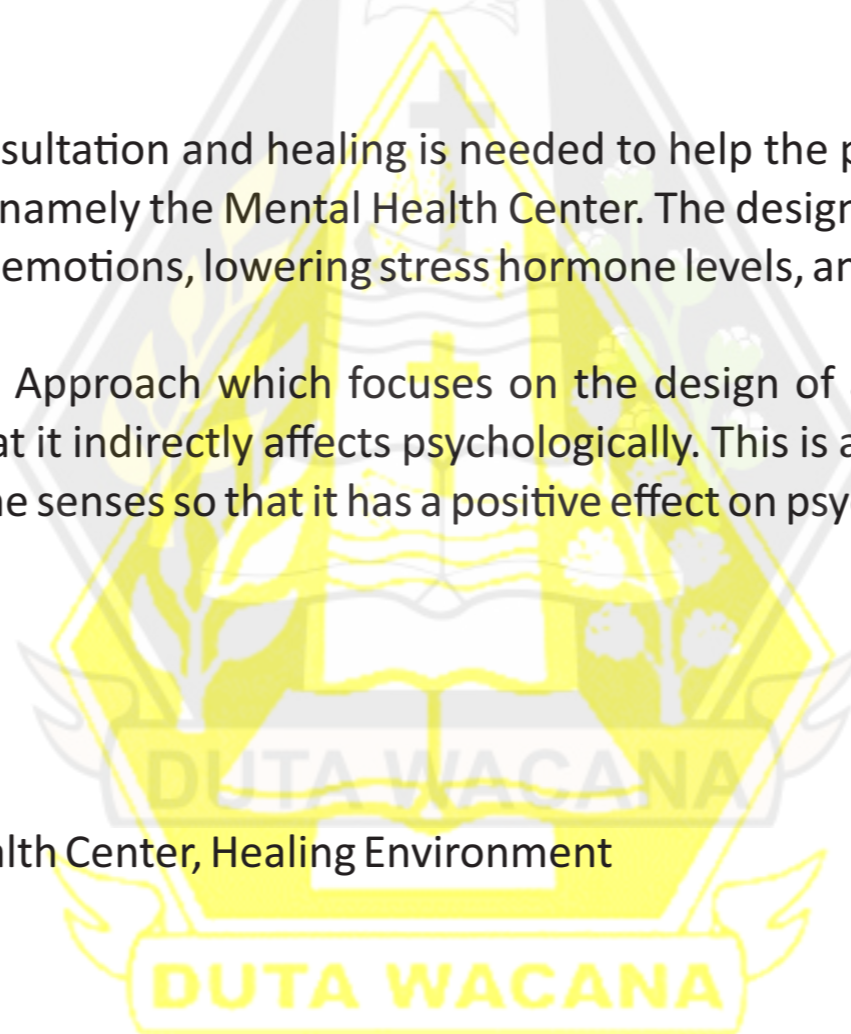 sultation and healing is needed to help the p
namely the Mental Health Center. The design
emotions, lowering stress hormone levels, an
Approach which focuses on the design of
at it indirectly affects psychologically. This is a
ne senses so that it has a positive effect on psy
alth Center, Healing Environment
DUTA WACANA
DUTA WACANA